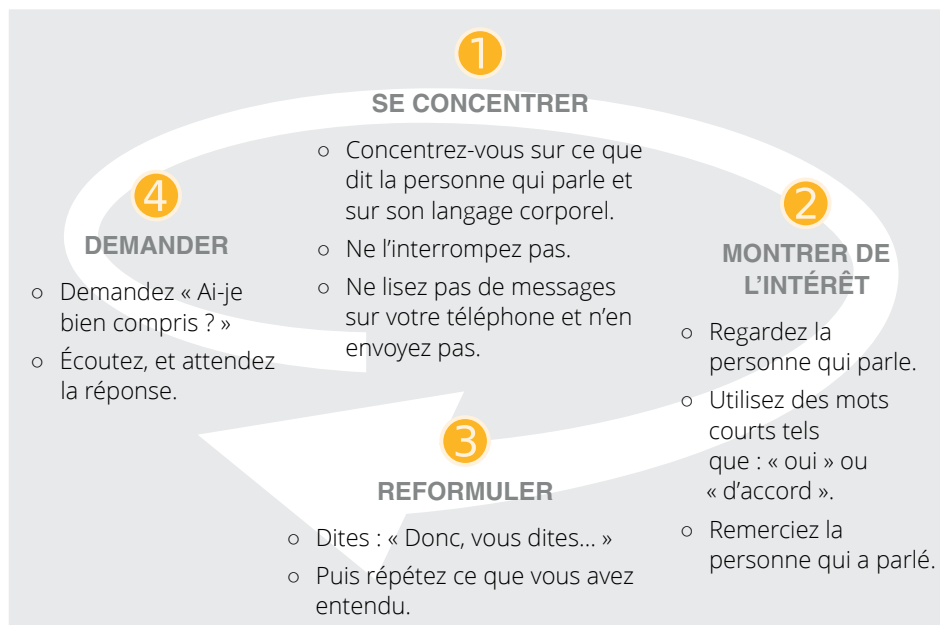 1
SE CONCENTRER
○ Concentrez-vous sur ce que
dit la personne qui parle et
sur son langage corporel.
○ Ne l’interrompez pas.
○ Ne lisez pas de messages
sur votre téléphone et n’en
envoyez pas.
2
MONTRER DE
L’INTÉRÊT
○ Regardez la
personne qui parle.
○ Utilisez des mots
courts tels
que : « oui » ou
« d’accord ».
○ Remerciez la
personne qui a parlé.
3
REFORMULER
○ Dites : « Donc, vous dites... »
○ Puis répétez ce que vous avez
entendu.
4
DEMANDER
○ Demandez « Ai-je
bien compris ? »
○ Écoutez, et attendez
la réponse.